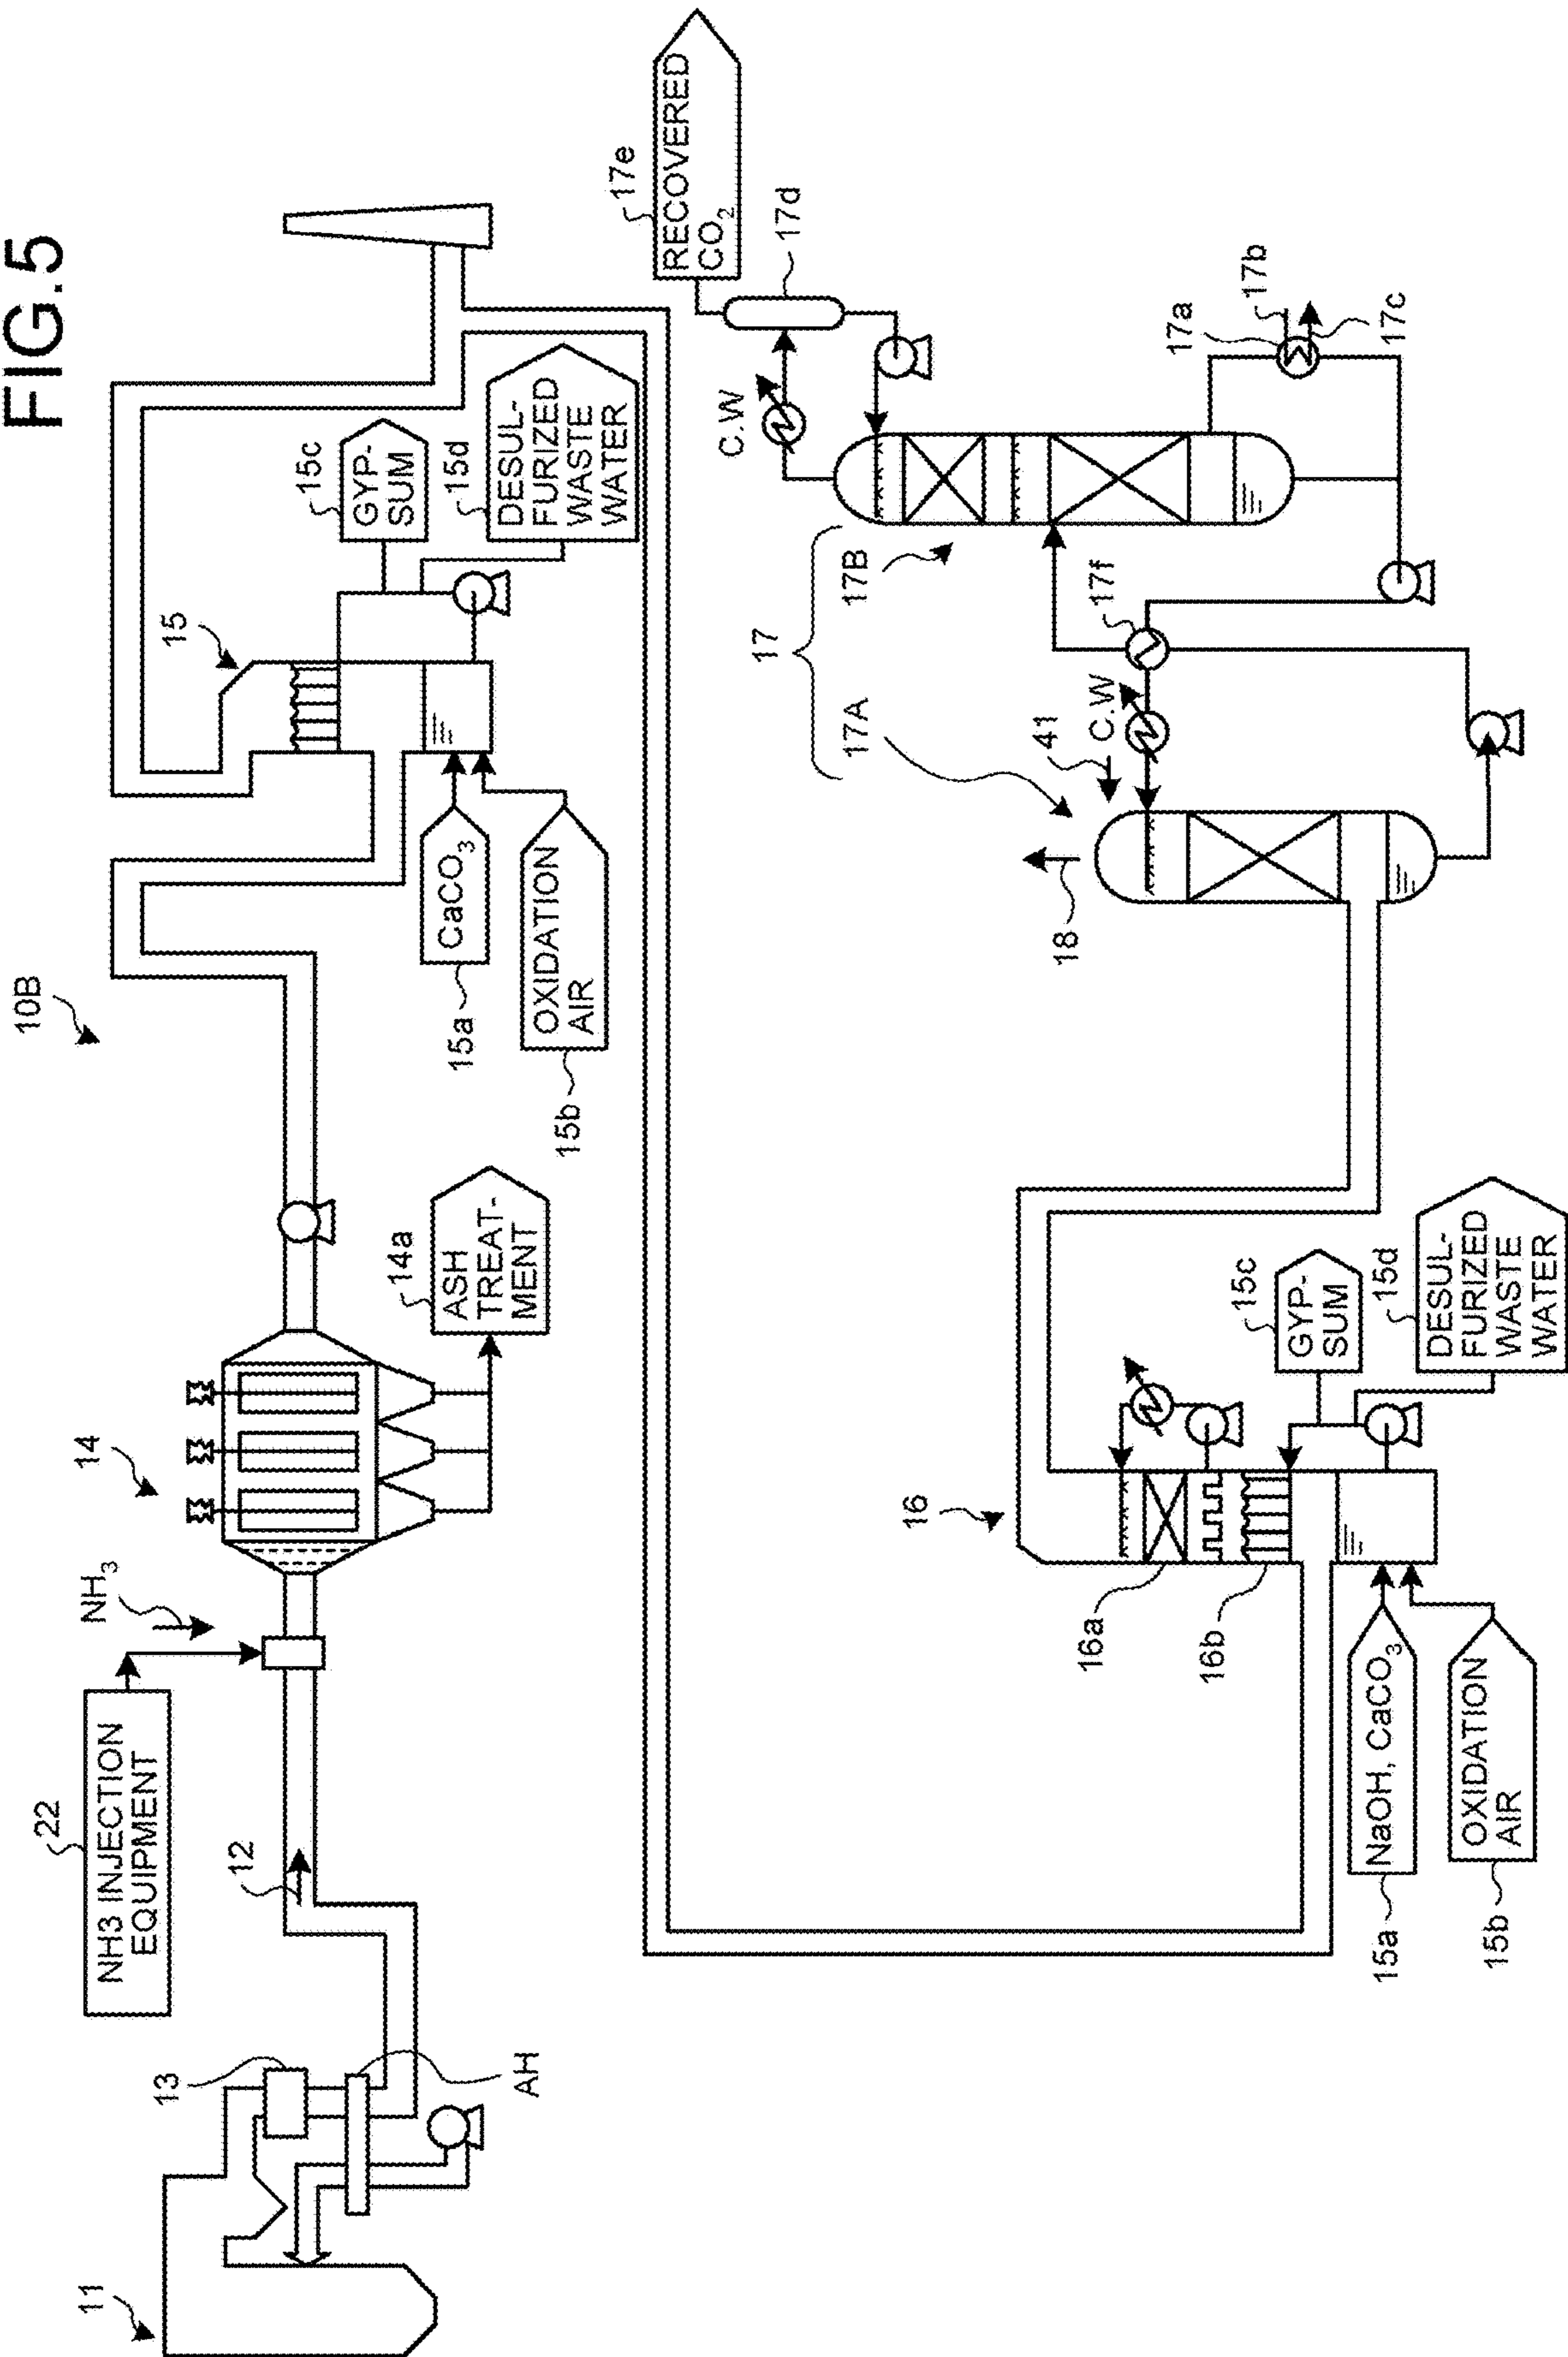 FIG.5
10B
11
13
AH
12
22
NH3 INJECTION
EQUIPMENT
NH3
14
14a
ASH
TREAT-
MENT
15
15a
CaCO3
15b
OXIDATION
AIR
15c
GYP-
SUM
15d
DESUL-
FURIZED
WASTE
WATER
16
16a
16b
15a
NaOH, CaCO3
15b
OXIDATION
AIR
15c
GYP-
SUM
15d
DESUL-
FURIZED
WASTE
WATER
17
17A
17B
18
41
C.W
17f
C.W
17a
17b
17c
17d
17e
RECOVERED
CO2